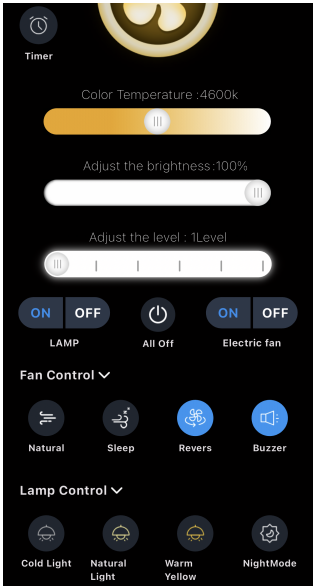 Timer
Color Temperature :4600k
Adjust the brightness:100%
Adjust the level : 1Level
ON OFF ON OFF
LAMP All Off Electric fan
Fan Control
Natural Sleep Revers Buzzer
Lamp Control
Cold Light Natural Warm NightMode
Light Yellow